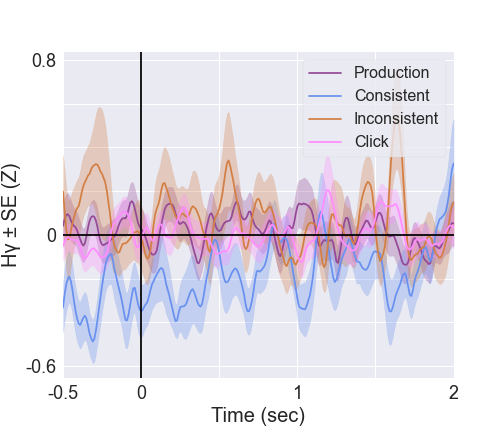 0.8
Production
Consistent
Inconsistent
Click
Hγ ± SE (Z)
0
-0.6
-0.5
0
1
2
Time (sec)